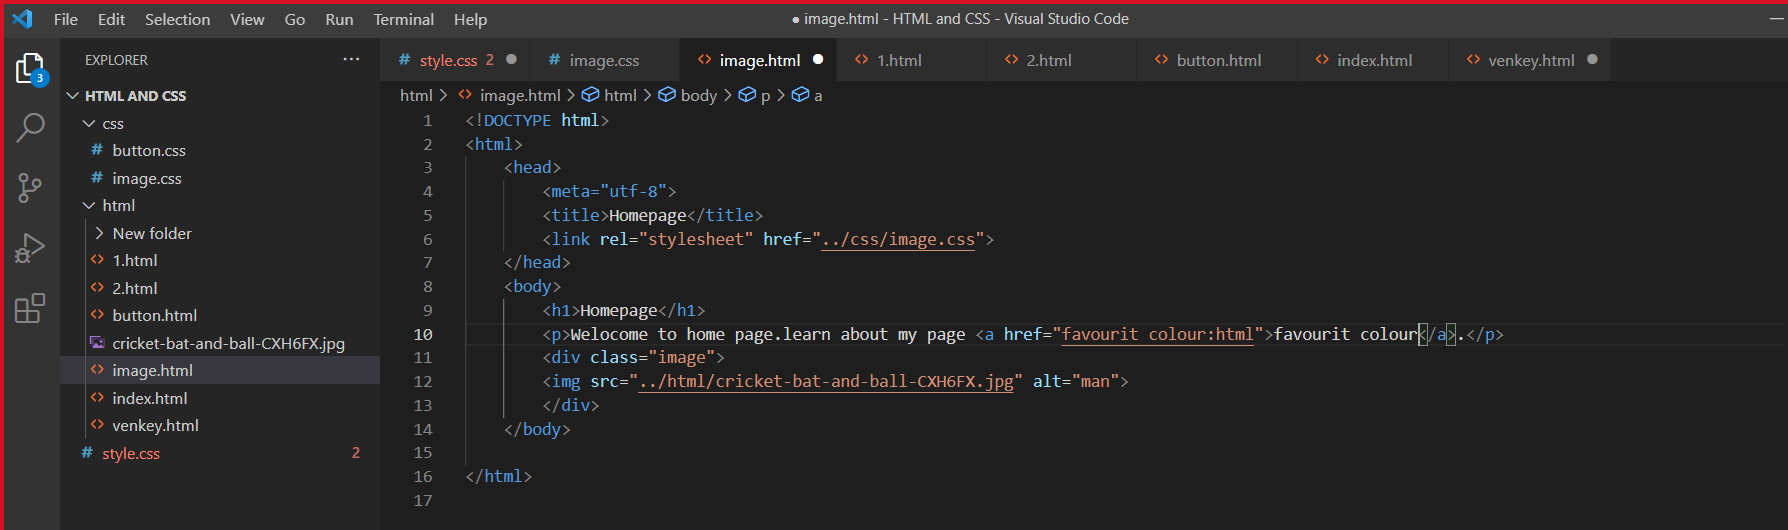 File Edit Selection View Go Run Terminal Help ● image.html - HTML and CSS - Visual Studio Code
EXPLORER ···
3
HTML AND CSS
css
# button.css
# image.css
html
New folder
<> 1.html
<> 2.html
<> button.html
cricket-bat-and-ball-CXH6FX.jpg
<> image.html
<> index.html
<> venkey.html
# style.css 2
# style.css 2 ● # image.css <> image.html ● <> 1.html <> 2.html <> button.html <> index.html <> venkey.html ●
html > <> image.html > html > body > p > a
1 <!DOCTYPE html>
2 <html>
3 <head>
4 <meta="utf-8">
5 <title>Homepage</title>
6 <link rel="stylesheet" href="../css/image.css">
7 </head>
8 <body>
9 <h1>Homepage</h1>
10 <p>Welcome to home page.learn about my page <a href="favourit colour:html">favourit colour</a>.</p>
11 <div class="image">
12 <img src="../html/cricket-bat-and-ball-CXH6FX.jpg" alt="man">
13 </div>
14 </body>
15
16 </html>
17